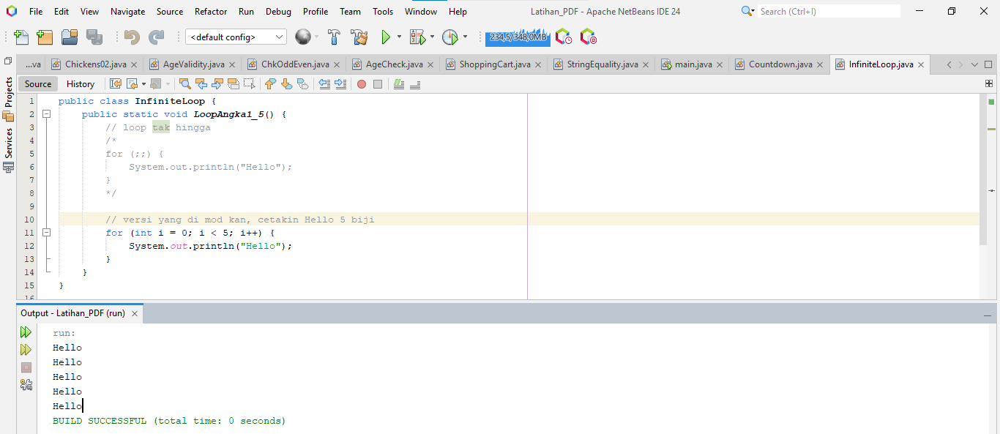 File Edit View Navigate Source Refactor Run Debug Profile Team Tools Window Help Latihan_PDF - Apache NetBeans IDE 24 Search (Ctrl+I)
<default config> 234,5/348,0MB
...va Chickens02.java AgeValidity.java ChkOddEven.java AgeCheck.java ShoppingCart.java StringEquality.java main.java Countdown.java InfiniteLoop.java
Source History
Projects
Services
1 public class InfiniteLoop {
2 public static void LoopAngka1_5() {
3 // loop tak hingga
4 /*
5 for (;;) {
6 System.out.println("Hello");
7 }
8 */
9
10 // versi yang di mod kan, cetakin Hello 5 biji
11 for (int i = 0; i < 5; i++) {
12 System.out.println("Hello");
13 }
14 }
15 }
16
Output - Latihan_PDF (run)
run:
Hello
Hello
Hello
Hello
Hello
BUILD SUCCESSFUL (total time: 0 seconds)